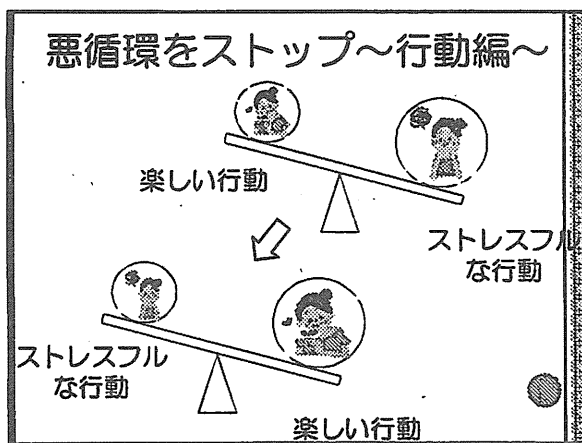 悪循環をストップ～行動編～
楽しい行動
ストレスフル
な行動
ストレスフル
な行動
楽しい行動